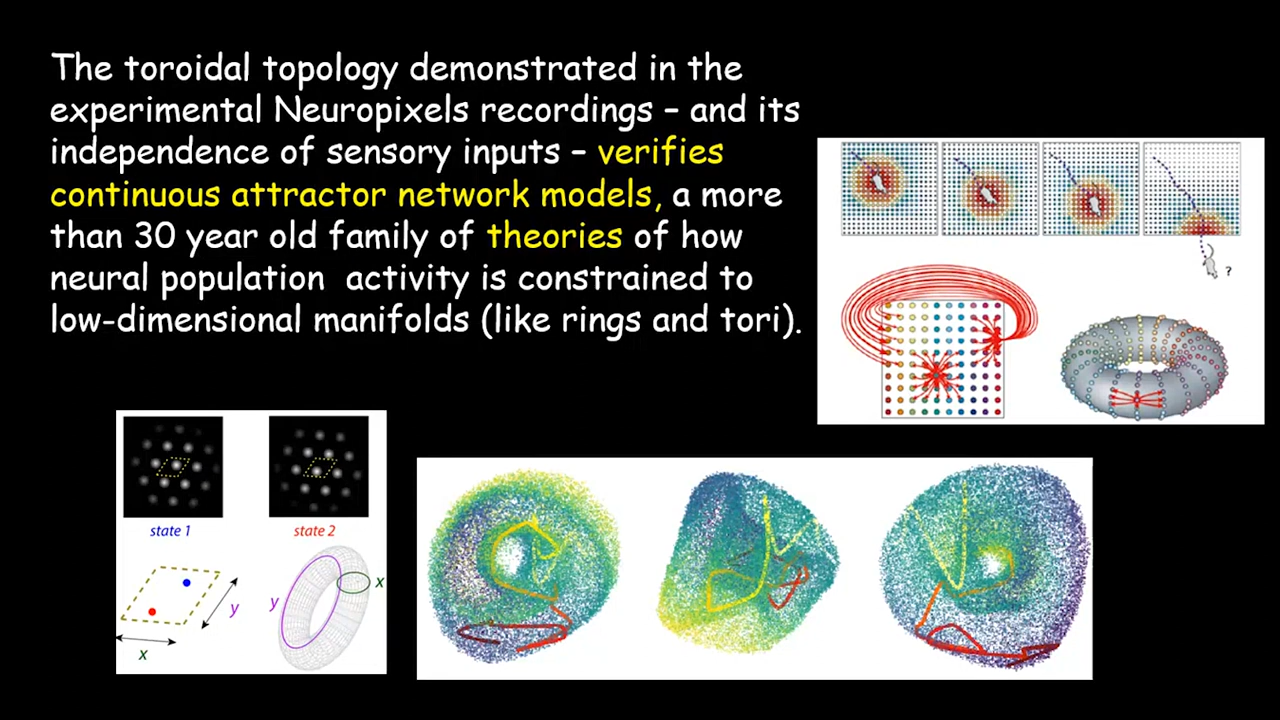 The toroidal topology demonstrated in the
experimental Neuropixels recordings – and its
independence of sensory inputs – verifies
continuous attractor network models, a more
than 30 year old family of theories of how
neural population activity is constrained to
low-dimensional manifolds (like rings and tori).
?
state 1
state 2
y
x
y
x